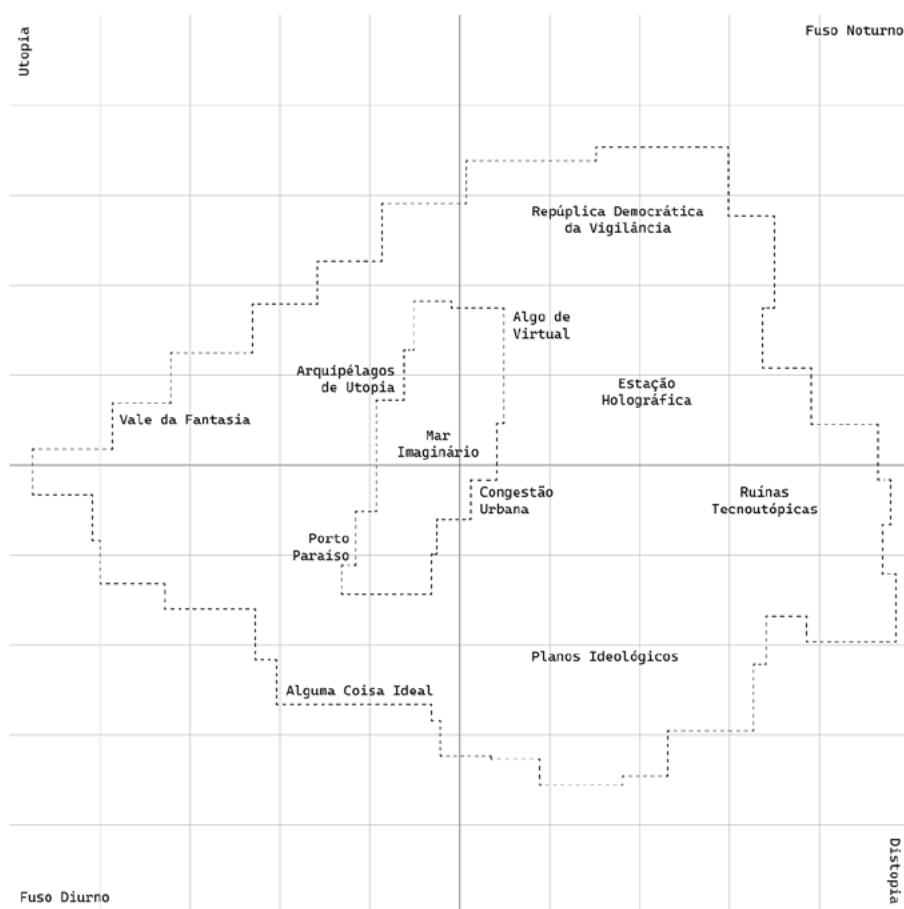 Utopia
Fuso Noturno
Repúplica Democrática
da Vigilância
Algo de
Virtual
Arquipélagos
de Utopia
Estação
Holográfica
Vale da Fantasia
Mar
Imaginário
Congestão
Urbana
Ruínas
Tecnoutópicas
Porto
Paraíso
Planos Ideológicos
Alguma Coisa Ideal
Distopia
Fuso Diurno